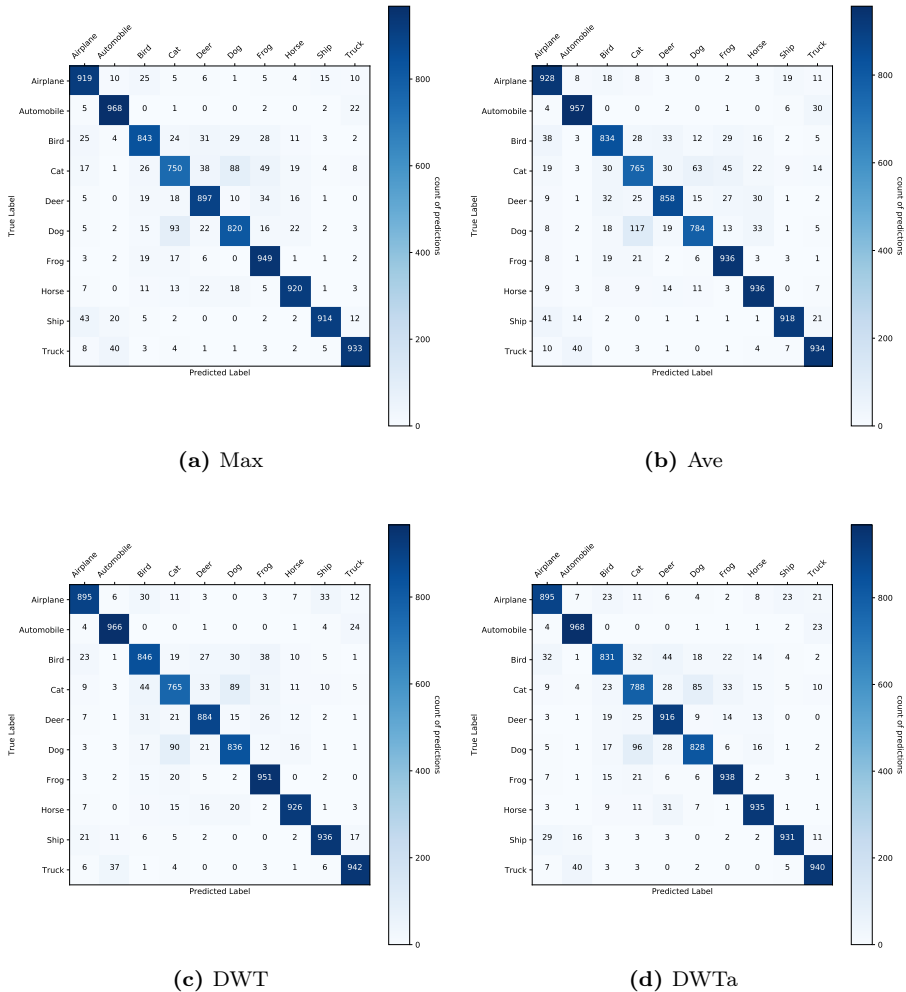 Airplane Automobile Bird Cat Deer Dog Frog Horse Ship Truck
Airplane 919 10 25 5 6 1 5 4 15 10
Automobile 5 968 0 1 0 0 2 0 2 22
Bird 25 4 843 24 31 29 28 11 3 2
Cat 17 1 26 750 38 88 49 19 4 8
Deer 5 0 19 18 897 10 34 16 1 0
Dog 5 2 15 93 22 820 16 22 2 3
Frog 3 2 19 17 6 0 949 1 1 2
Horse 7 0 11 13 22 18 5 920 1 3
Ship 43 20 5 2 0 0 2 2 914 12
Truck 8 40 3 4 1 1 3 2 5 933
True Label
Predicted Label
800
600
400
200
0
count of predictions
(a) Max
Airplane Automobile Bird Cat Deer Dog Frog Horse Ship Truck
Airplane 928 8 18 8 3 0 2 3 19 11
Automobile 4 957 0 2 0 0 1 0 6 30
Bird 38 3 834 28 33 12 29 16 2 5
Cat 19 3 30 765 30 63 45 22 9 14
Deer 9 1 32 25 858 15 27 30 1 2
Dog 8 2 18 117 19 784 13 33 1 5
Frog 8 1 19 21 2 6 936 3 3 1
Horse 9 3 8 9 14 11 3 936 0 7
Ship 41 14 2 0 1 1 1 1 918 21
Truck 10 40 0 3 1 0 1 4 7 934
True Label
Predicted Label
800
600
400
200
0
count of predictions
(b) Ave
Airplane Automobile Bird Cat Deer Dog Frog Horse Ship Truck
Airplane 895 6 30 11 3 0 3 7 33 12
Automobile 4 966 0 0 1 0 0 1 4 24
Bird 23 1 846 19 27 30 38 10 5 1
Cat 9 3 44 765 33 89 31 11 10 5
Deer 7 1 31 21 884 15 26 12 2 1
Dog 3 3 17 90 21 836 12 16 1 1
Frog 3 2 15 20 5 2 951 0 2 0
Horse 7 0 10 15 16 20 2 926 1 3
Ship 21 11 6 5 2 0 0 2 936 17
Truck 6 37 1 4 0 0 3 1 6 942
True Label
Predicted Label
800
600
400
200
0
count of predictions
(c) DWT
Airplane Automobile Bird Cat Deer Dog Frog Horse Ship Truck
Airplane 895 7 23 11 6 4 2 8 23 21
Automobile 4 968 0 0 0 1 1 1 2 23
Bird 32 1 831 32 44 18 22 14 4 2
Cat 9 4 23 788 28 85 33 15 5 10
Deer 3 1 19 25 916 9 14 13 0 0
Dog 5 1 17 96 28 828 6 16 1 2
Frog 7 1 15 21 6 6 938 2 3 1
Horse 3 1 9 11 31 7 1 935 1 1
Ship 29 16 3 3 3 0 2 2 931 11
Truck 7 40 3 3 0 2 0 0 5 940
True Label
Predicted Label
800
600
400
200
0
count of predictions
(d) DWTa